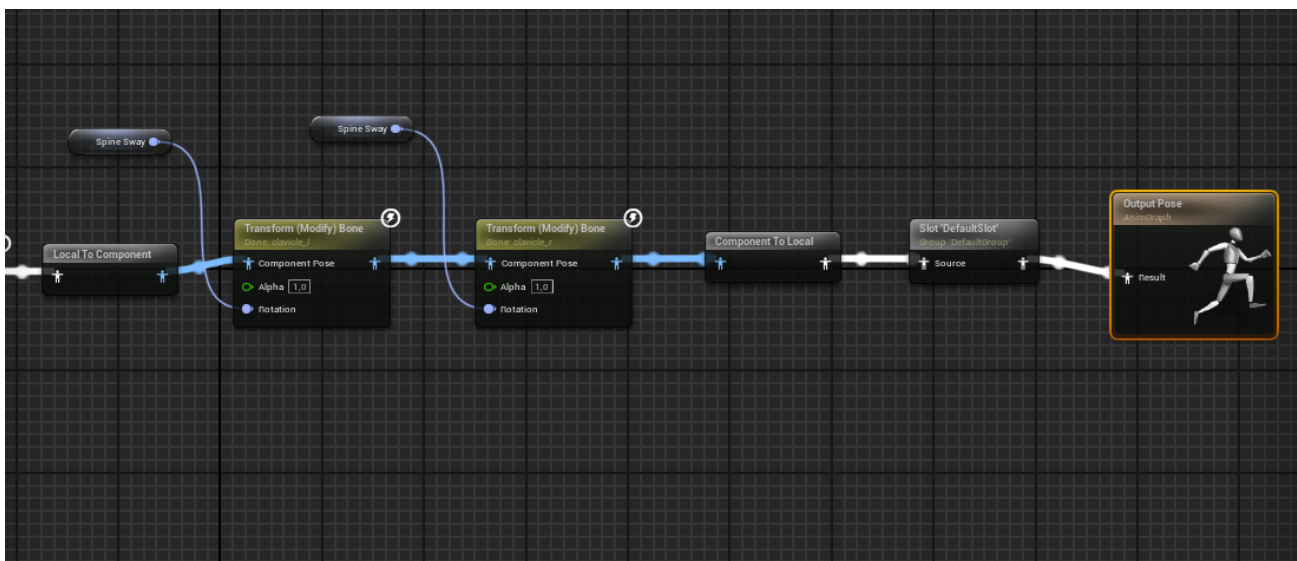 Spine Sway
Spine Sway
Local To Component
Transform (Modify) Bone
Bone: clavicle_l
Component Pose
Alpha 1,0
Rotation
Transform (Modify) Bone
Bone: clavicle_r
Component Pose
Alpha 1,0
Rotation
Component To Local
Slot 'DefaultSlot'
Group 'DefaultGroup'
Source
Output Pose
AnimGraph
Result